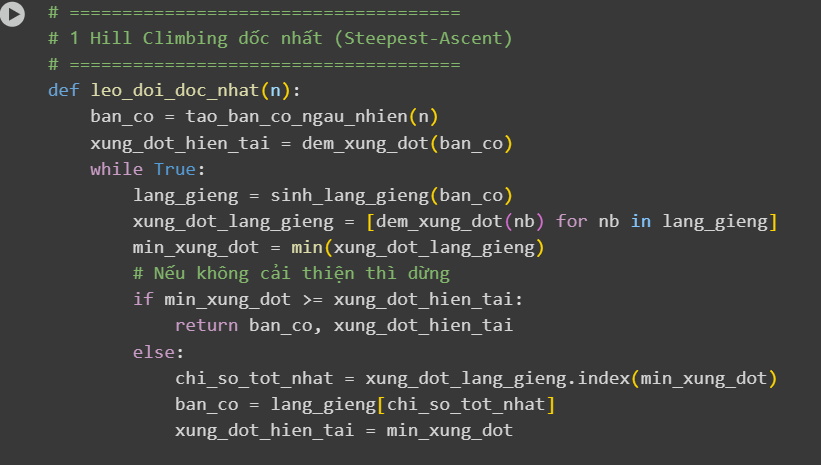 # =====================================
# 1 Hill Climbing dốc nhất (Steepest-Ascent)
# =====================================
def leo_doi_doc_nhat(n):
    ban_co = tao_ban_co_ngau_nhien(n)
    xung_dot_hien_tai = dem_xung_dot(ban_co)
    while True:
        lang_gieng = sinh_lang_gieng(ban_co)
        xung_dot_lang_gieng = [dem_xung_dot(nb) for nb in lang_gieng]
        min_xung_dot = min(xung_dot_lang_gieng)
        # Nếu không cải thiện thì dừng
        if min_xung_dot >= xung_dot_hien_tai:
            return ban_co, xung_dot_hien_tai
        else:
            chi_so_tot_nhat = xung_dot_lang_gieng.index(min_xung_dot)
            ban_co = lang_gieng[chi_so_tot_nhat]
            xung_dot_hien_tai = min_xung_dot